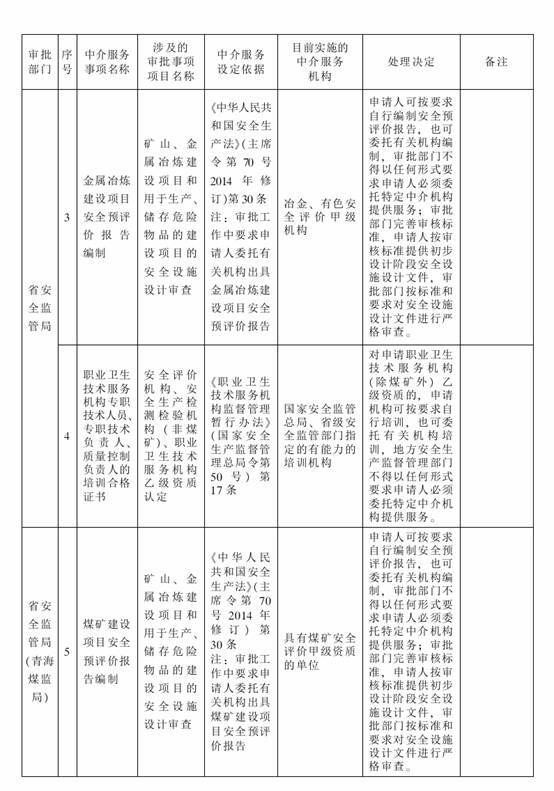 审批
部门
序
号
中介服务
事项名称
涉及的
审批事项
项目名称
中介服务
设定依据
目前实施的
中介服务
机构
处理决定
备注
省安
全监
管局
3
金属冶炼
建设项目
安全预评
价报告
编制
矿山、金
属冶炼建
设项目和
用于生产、
储存危险
物品的建
设项目的
安全设施
设计审查
《中华人民共
和国安全生
产法》(主席
令第70号
2014年修
订)第30条
注:审批工
作中要求申
请人委托有
关机构出具
金属冶炼建
设项目安全
预评价报告
冶金、有色安
全评价甲级
机构
申请人可按要求
自行编制安全预
评价报告,也可
委托有关机构编
制,审批部门不
得以任何形式要
求申请人必须委
托特定中介机构
提供服务;审批
部门完善审核标
准,申请人按审
核标准提供初步
设计阶段安全设
施设计文件,审
批部门按标准和
要求对安全设施
设计文件进行严
格审查。
4
职业卫生
技术服务
机构专职
技术人员、
专职技术
负责人、
质量控制
负责人的
培训合格
证书
安全评价
机构、安
全生产检
测检验机
构(非煤
矿)、职业
卫生技术
服务机构
乙级资质
认定
《职业卫生
技术服务机
构监督管理
暂行办法》
(国家安全
生产监督管
理总局令第
50号)第
17条
国家安全监管
总局、省级安
全监管部门指
定的有能力的
培训机构
对申请职业卫生
技术服务机构
(除煤矿外)乙
级资质的,申请
机构可按要求自
行培训,也可委
托有关机构培
训,地方安全生
产监督管理部门
不得以任何形式
要求申请人必须
委托特定中介机
构提供服务。
省安
全监
管局
(青海
煤监
局)
5
煤矿建设
项目安全
预评价报
告编制
矿山、金
属冶炼建
设项目和
用于生产、
储存危险
物品的建
设项目的
安全设施
设计审查
《中华人民
共和国安全
生产法》(主
席令第70
号2014年
修订)第
30条
注:审批工
作中要求申
请人委托有
关机构出具
煤矿建设项
目安全预评
价报告
具有煤矿安全
评价甲级资质
的单位
申请人可按要求
自行编制安全预
评价报告,也可
委托有关机构编
制,审批部门不
得以任何形式要
求申请人必须委
托特定中介机构
提供服务;审批
部门完善审核标
准,申请人按审
核标准提供初步
设计阶段安全设
施设计文件,审
批部门按标准和
要求对安全设施
设计文件进行严
格审查。